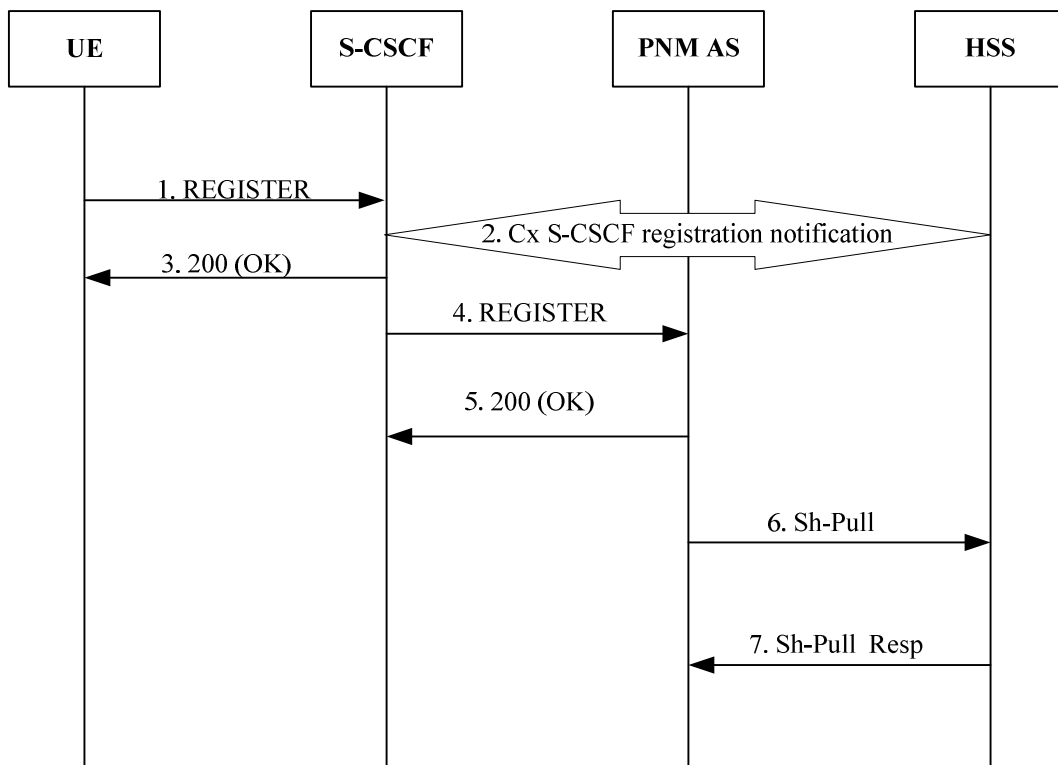 UE
S-CSCF
PNM AS
HSS
1. REGISTER
2. Cx S-CSCF registration notification
3. 200 (OK)
4. REGISTER
5. 200 (OK)
6. Sh-Pull
7. Sh-Pull Resp